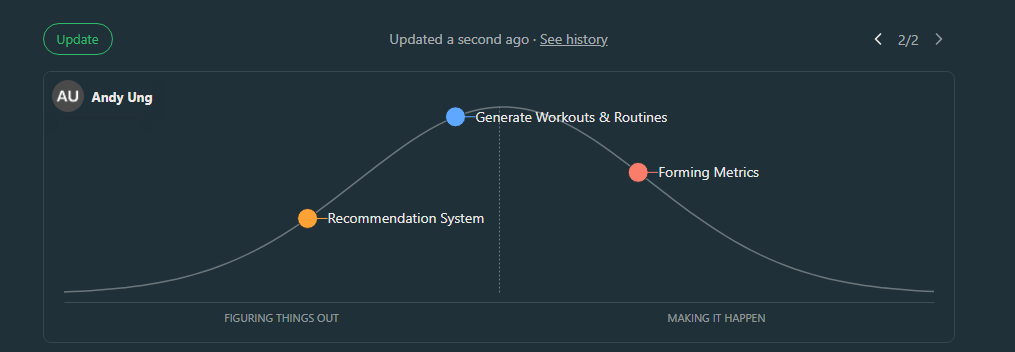 Update
Updated a second ago · See history
2/2
AU
Andy Ung
Generate Workouts & Routines
Forming Metrics
Recommendation System
FIGURING THINGS OUT
MAKING IT HAPPEN